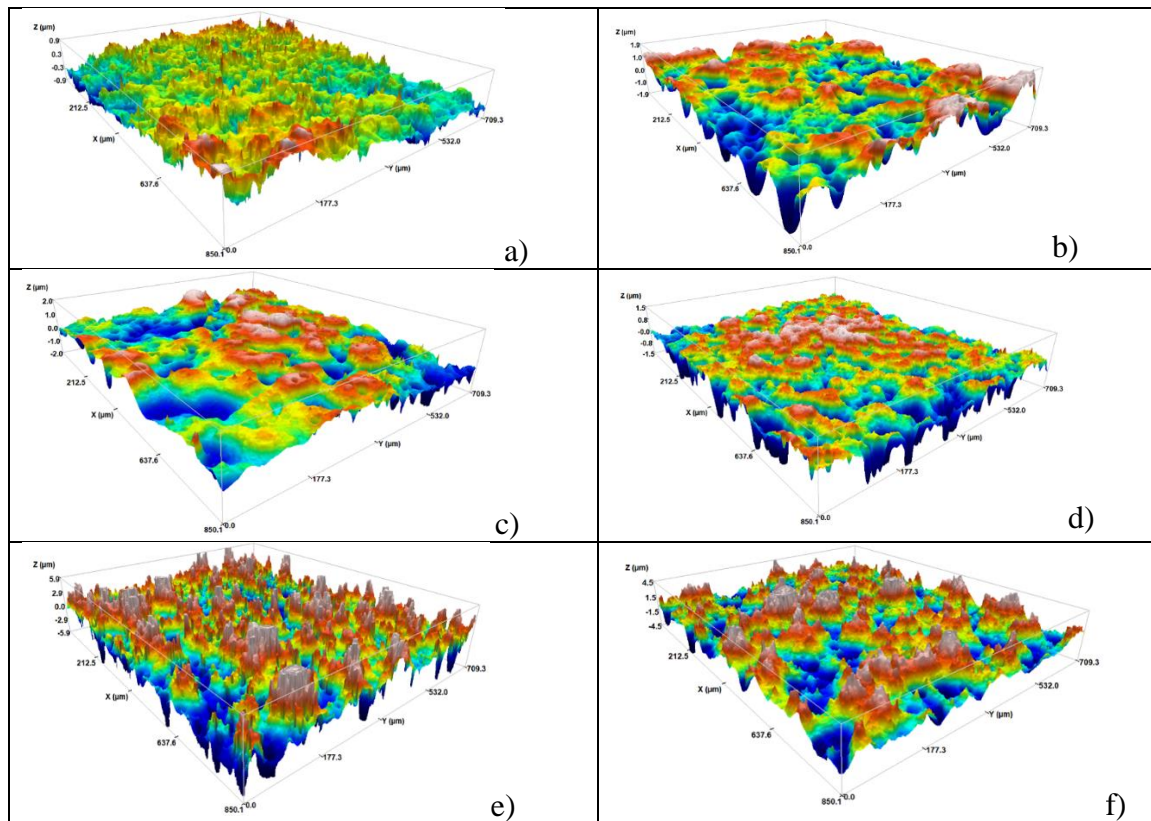 Z (µm)
0.9
0.3
-0.3
-0.9
212.5
X (µm)
637.6
850.1
0.0
177.3
Y (µm)
532.0
709.3
a)
Z (µm)
1.9
1.0
0.0
-1.0
-1.9
212.5
X (µm)
637.6
850.1
0.0
177.3
Y (µm)
532.0
709.3
b)
Z (µm)
2.0
1.0
0.0
-1.0
-2.0
212.5
X (µm)
637.6
850.1
0.0
177.3
Y (µm)
532.0
709.3
c)
Z (µm)
1.5
0.8
-0.0
-0.8
-1.5
212.5
X (µm)
637.6
850.1
0.0
177.3
Y (µm)
532.0
709.3
d)
Z (µm)
5.9
2.9
0.0
-2.9
-5.9
212.5
X (µm)
637.6
850.1
0.0
177.3
Y (µm)
532.0
709.3
e)
Z (µm)
4.5
1.5
-1.5
-4.5
212.5
X (µm)
637.6
850.1
0.0
177.3
Y (µm)
532.0
709.3
f)